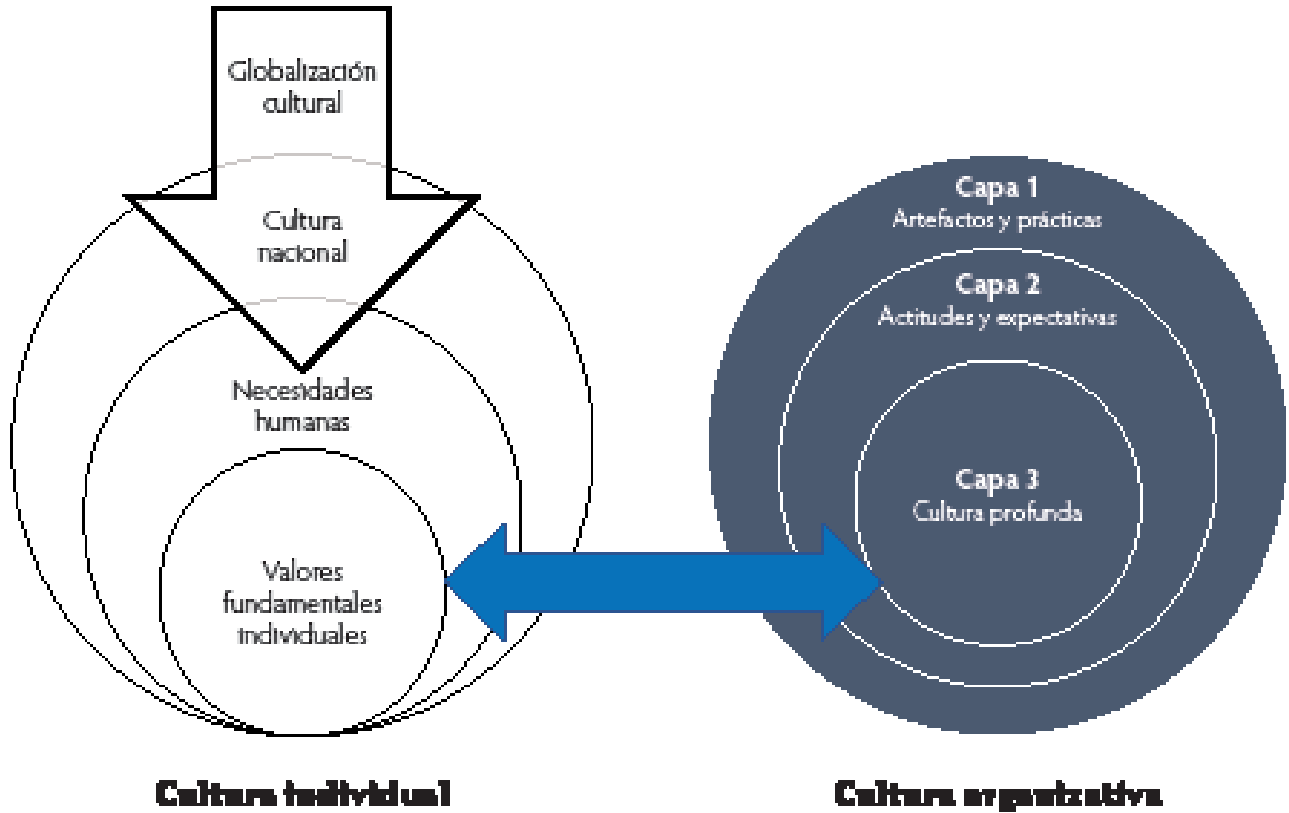 Globalización
cultural
Cultura
nacional
Necesidades
humanas
Valores
fundamentales
individuales
Cultura individual
Capa 1
Artefactos y prácticas
Capa 2
Actitudes y expectativas
Capa 3
Cultura profunda
Cultura organizativa